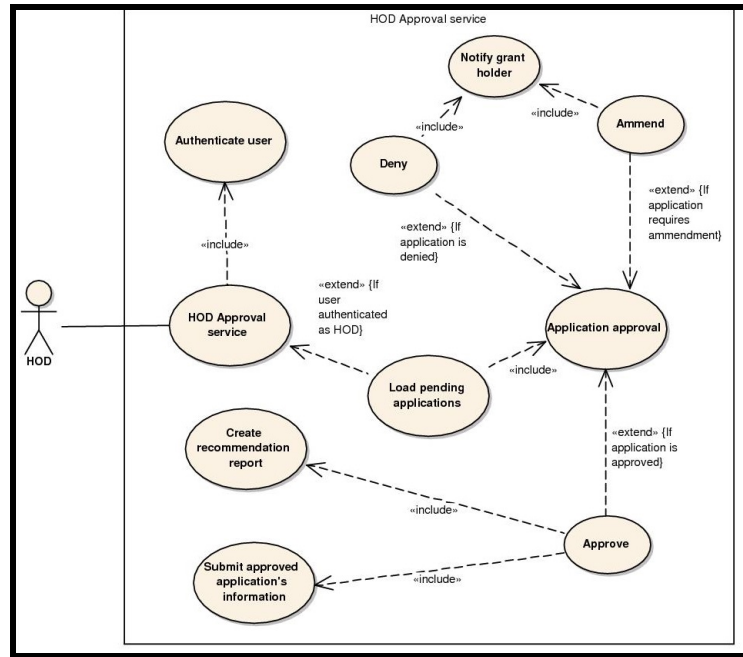 HOD Approval service
Notify grant
holder
«include»
«include»
Ammend
Authenticate user
Deny
«extend» {If
application
requires
ammendment}
«extend» {If
application is
denied}
«include»
«extend» {If
user
authenticated
as HOD}
HOD Approval
service
Application approval
HOD
«include»
Load pending
applications
Create
recommendation
report
«extend» {If
application is
approved}
«include»
Approve
Submit approved
application's
information
«include»